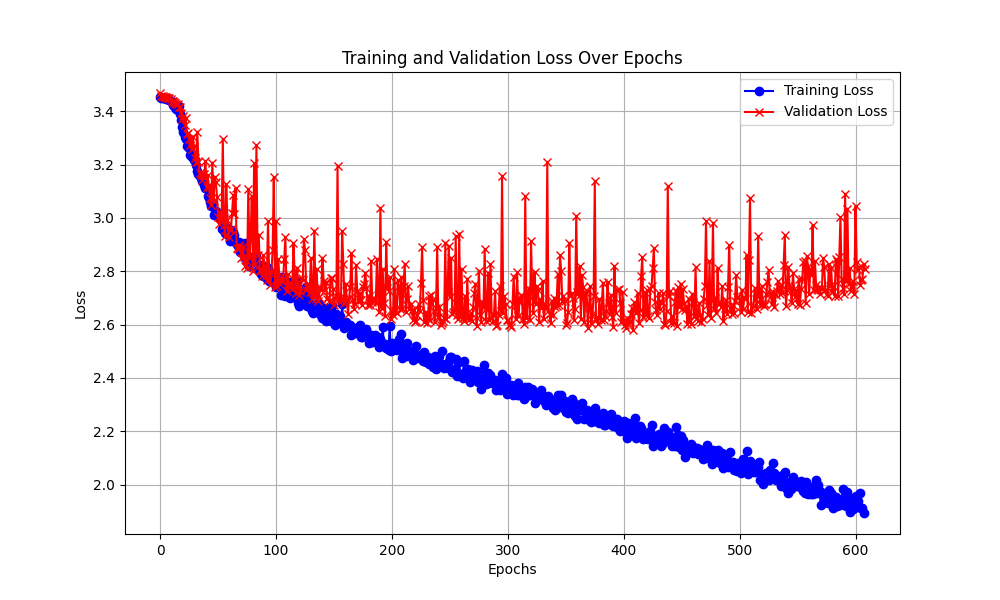 Training and Validation Loss Over Epochs
Training Loss
Validation Loss
3.4
3.2
3.0
2.8
2.6
2.4
2.2
2.0
Loss
0 100 200 300 400 500 600
Epochs